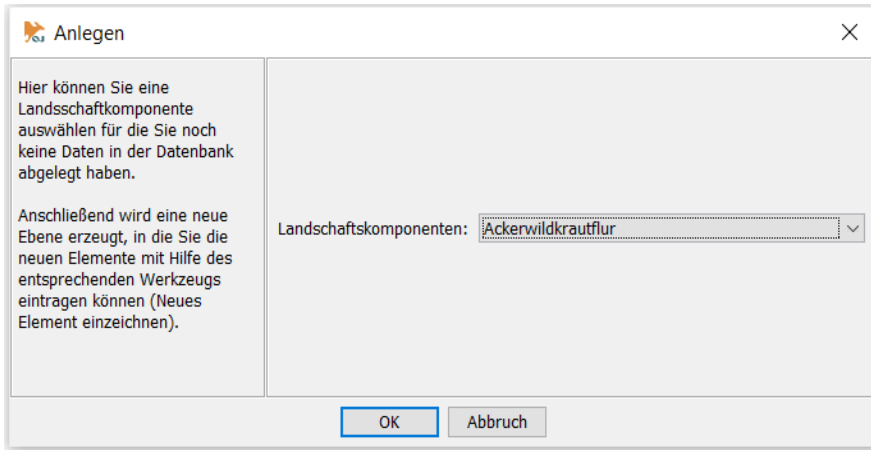 Anlegen
Hier können Sie eine
Landsschaftkomponente
auswählen für die Sie noch
keine Daten in der Datenbank
abgelegt haben.
Anschließend wird eine neue
Ebene erzeugt, in die Sie die
neuen Elemente mit Hilfe des
entsprechenden Werkzeugs
eintragen können (Neues
Element einzeichnen).
Landschaftskomponenten: Ackerwildkrautflur
OK Abbruch